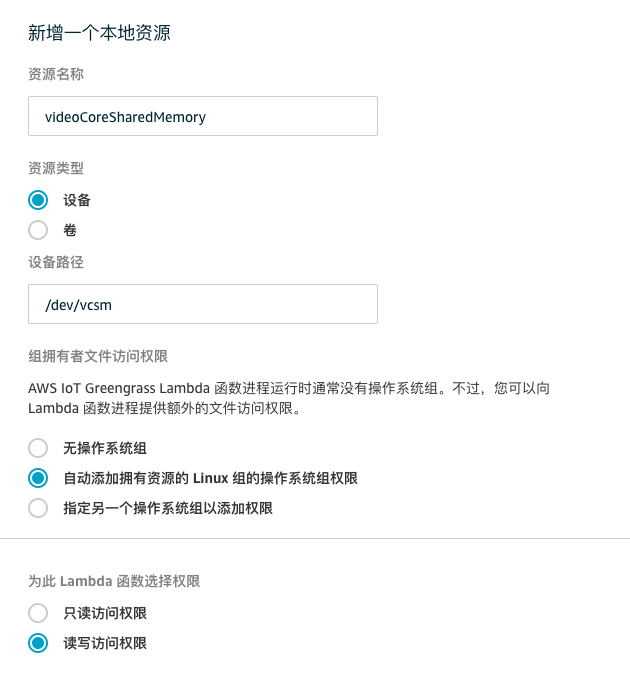 新增一个本地资源
资源名称
videoCoreSharedMemory
资源类型
设备
卷
设备路径
/dev/vcsm
组拥有者文件访问权限
AWS IoT Greengrass Lambda 函数进程运行时通常没有操作系统组。不过，您可以向
Lambda 函数进程提供额外的文件访问权限。
无操作系统组
自动添加拥有资源的 Linux 组的操作系统组权限
指定另一个操作系统组以添加权限
为此 Lambda 函数选择权限
只读访问权限
读写访问权限